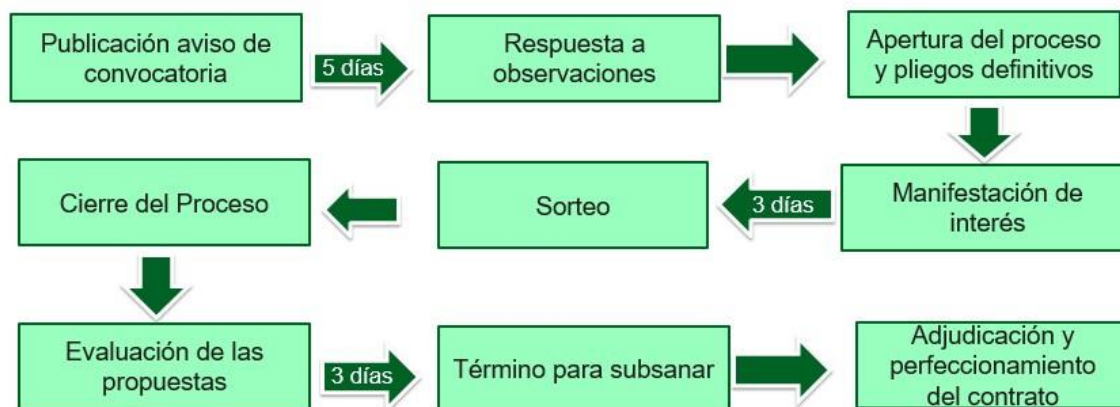 Publicación aviso de
convocatoria
5 días
Respuesta a
observaciones
Apertura del proceso
y pliegos definitivos
Manifestación de
interés
3 días
Sorteo
Cierre del Proceso
Evaluación de las
propuestas
3 días
Término para subsanar
Adjudicación y
perfeccionamiento
del contrato